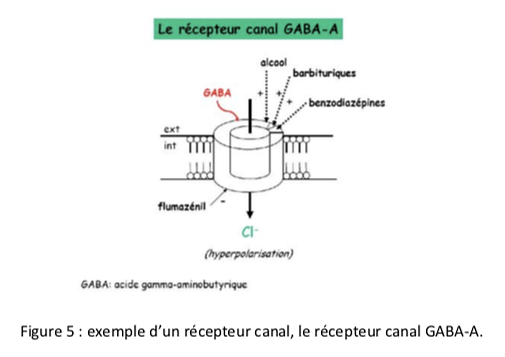 Le récepteur canal GABA-A
alcool
barbituriques
GABA
+
+
+
benzodiazépines
ext
int
flumazénil
-
Cl-
(hyperpolarisation)
GABA: acide gamma-aminobutyrique
Figure 5 : exemple d’un récepteur canal, le récepteur canal GABA-A.